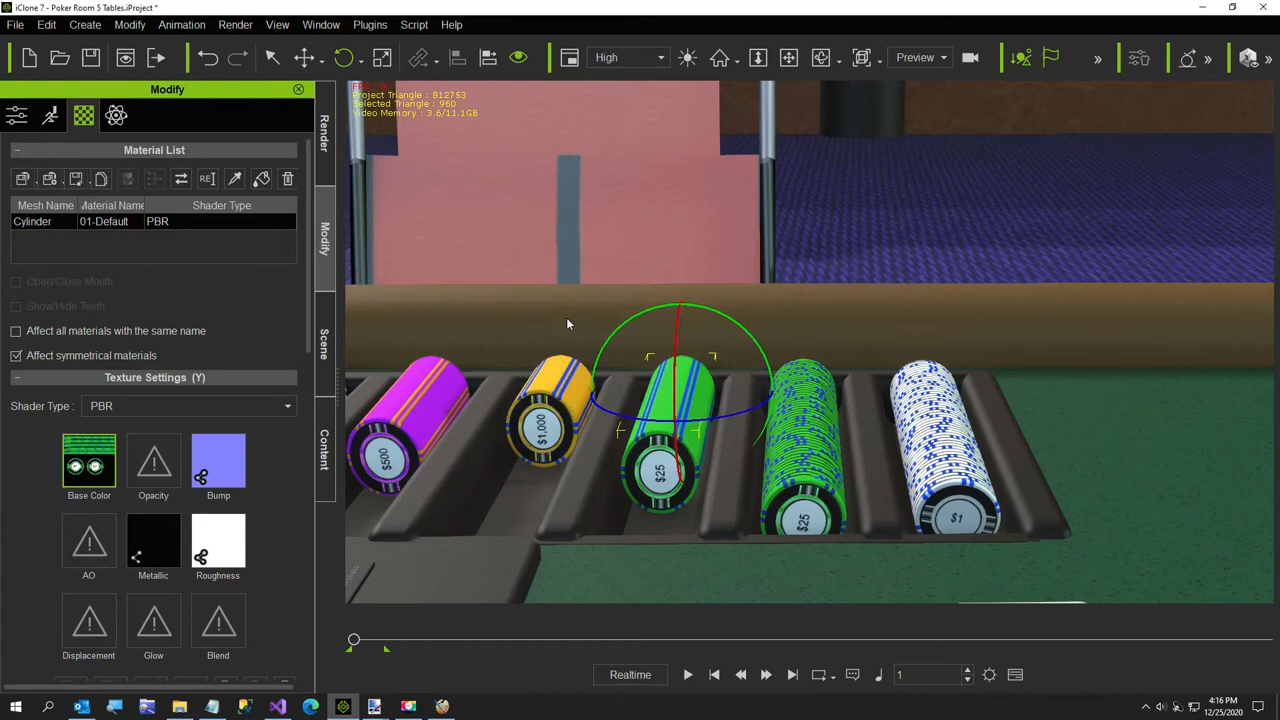 iClone 7 - Poker Room 5 Tables.iProject *
File Edit Create Modify Animation Render View Window Plugins Script Help
High
Preview
Modify
Project Triangle : 812753
Selected Triangle : 960
Video Memory : 3.6/11.1GB
Render
Modify
Scene
Content
Material List
Mesh Name Material Name Shader Type
Cylinder 01-Default PBR
Open/Close Mouth
Show/Hide Teeth
Affect all materials with the same name
Affect symmetrical materials
Texture Settings (Y)
Shader Type : PBR
Base Color Opacity Bump
AO Metallic Roughness
Displacement Glow Blend
$500
$1,000
$25
$25
$1
Realtime
1
4:16 PM
12/25/2020